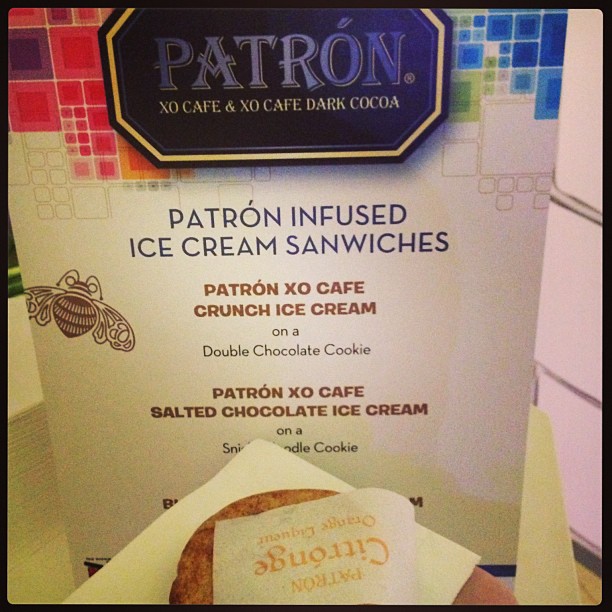 PATRÓN®
XO CAFE & XO CAFE DARK COCOA
PATRÓN INFUSED
ICE CREAM SANWICHES
PATRÓN XO CAFE
CRUNCH ICE CREAM
on a
Double Chocolate Cookie
PATRÓN XO CAFE
SALTED CHOCOLATE ICE CREAM
on a
Cookie
PATRÓN
Citrónge
Orange Liqueur